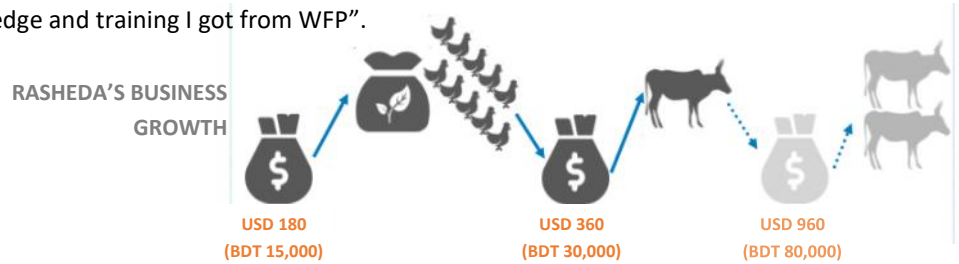 edge and training I got from WFP”.
RASHEDA’S BUSINESS
GROWTH
$
$
$
USD 180
(BDT 15,000)
USD 360
(BDT 30,000)
USD 960
(BDT 80,000)